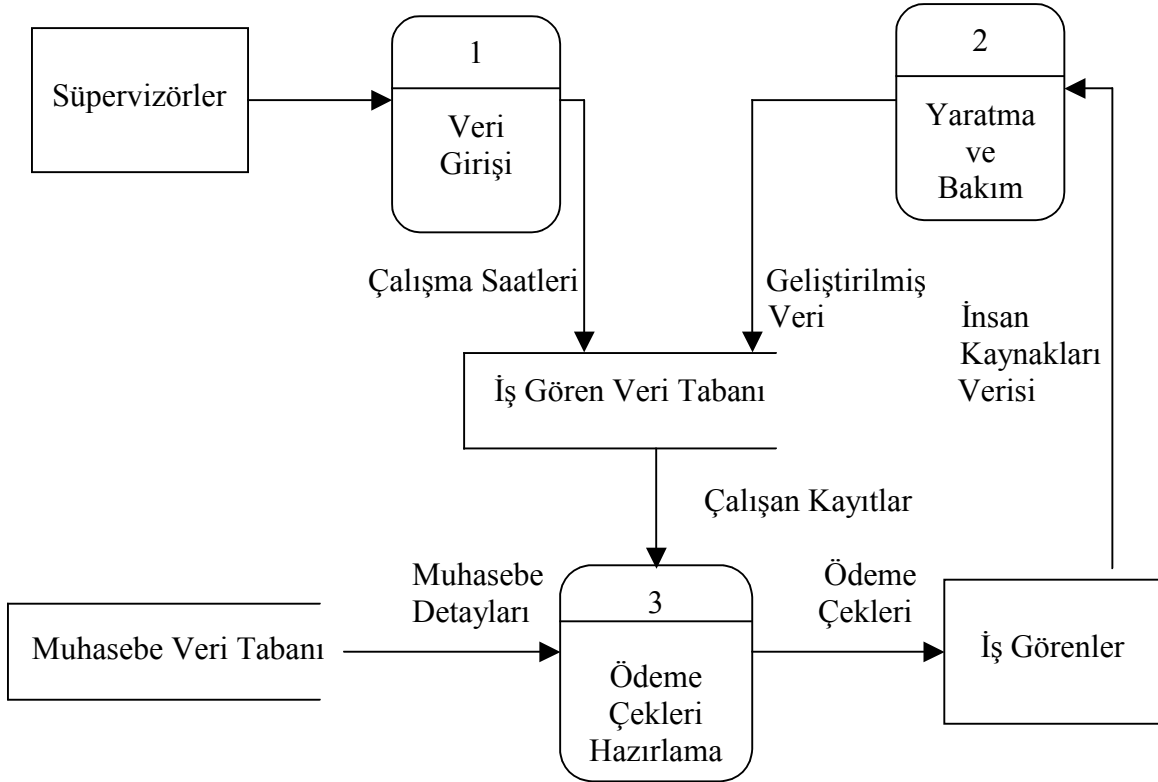 Süpervizörler
1
Veri
Girişi
2
Yaratma
ve
Bakım
Çalışma Saatleri
Geliştirilmiş
Veri
İnsan
Kaynakları
Verisi
İş Gören Veri Tabanı
Çalışan Kayıtlar
Muhasebe
Detayları
Ödeme
Çekleri
Muhasebe Veri Tabanı
3
Ödeme
Çekleri
Hazırlama
İş Görenler